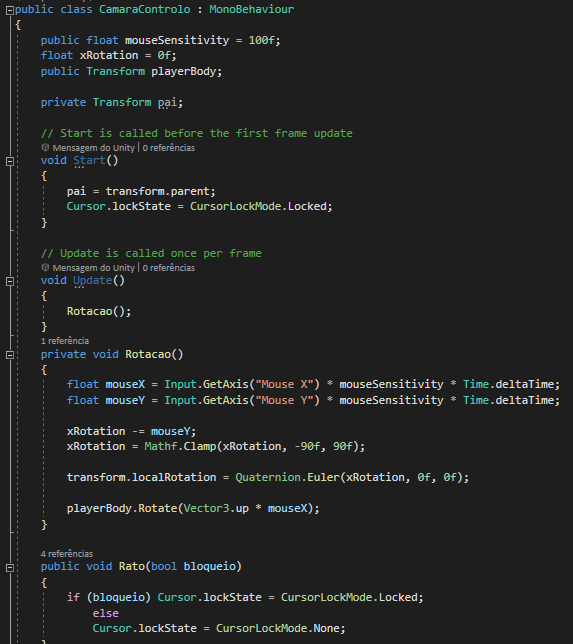 public class CamaraControlo : MonoBehaviour
{
public float mouseSensitivity = 100f;
float xRotation = 0f;
public Transform playerBody;
private Transform pai;
// Start is called before the first frame update
Mensagem do Unity | 0 referências
void Start()
{
pai = transform.parent;
Cursor.lockState = CursorLockMode.Locked;
}
// Update is called once per frame
Mensagem do Unity | 0 referências
void Update()
{
Rotacao();
}
1 referência
private void Rotacao()
{
float mouseX = Input.GetAxis("Mouse X") * mouseSensitivity * Time.deltaTime;
float mouseY = Input.GetAxis("Mouse Y") * mouseSensitivity * Time.deltaTime;
xRotation -= mouseY;
xRotation = Mathf.Clamp(xRotation, -90f, 90f);
transform.localRotation = Quaternion.Euler(xRotation, 0f, 0f);
playerBody.Rotate(Vector3.up * mouseX);
}
4 referências
public void Rato(bool bloqueio)
{
if (bloqueio) Cursor.lockState = CursorLockMode.Locked;
else
Cursor.lockState = CursorLockMode.None;
}